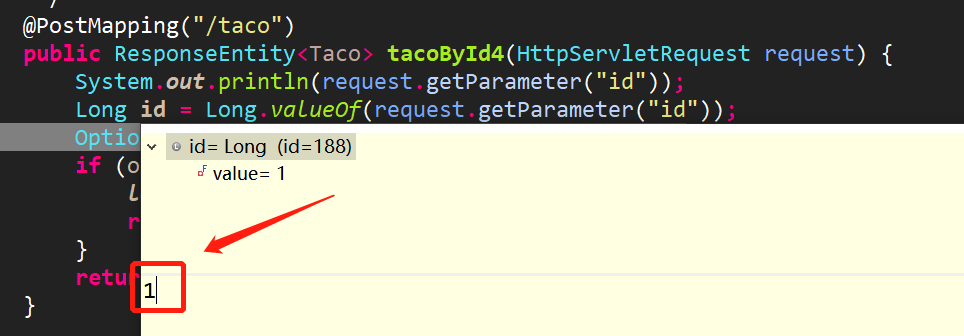 @PostMapping("/taco")
public ResponseEntity<Taco> tacoById4(HttpServletRequest request) {
System.out.println(request.getParameter("id"));
Long id = Long.valueOf(request.getParameter("id"));
Optio
id= Long (id=188)
if (o
value= 1
l
r
}
retur
1
}